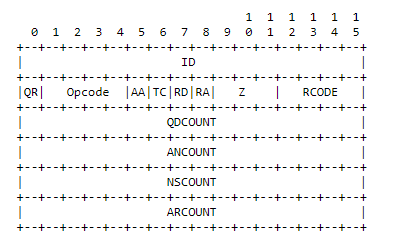 1  1  1  1  1  1
  0  1  2  3  4  5  6  7  8  9  0  1  2  3  4  5
+--+--+--+--+--+--+--+--+--+--+--+--+--+--+--+--+
|                      ID                       |
+--+--+--+--+--+--+--+--+--+--+--+--+--+--+--+--+
|QR|   Opcode  |AA|TC|RD|RA|   Z    |   RCODE   |
+--+--+--+--+--+--+--+--+--+--+--+--+--+--+--+--+
|                    QDCOUNT                    |
+--+--+--+--+--+--+--+--+--+--+--+--+--+--+--+--+
|                    ANCOUNT                    |
+--+--+--+--+--+--+--+--+--+--+--+--+--+--+--+--+
|                    NSCOUNT                    |
+--+--+--+--+--+--+--+--+--+--+--+--+--+--+--+--+
|                    ARCOUNT                    |
+--+--+--+--+--+--+--+--+--+--+--+--+--+--+--+--+